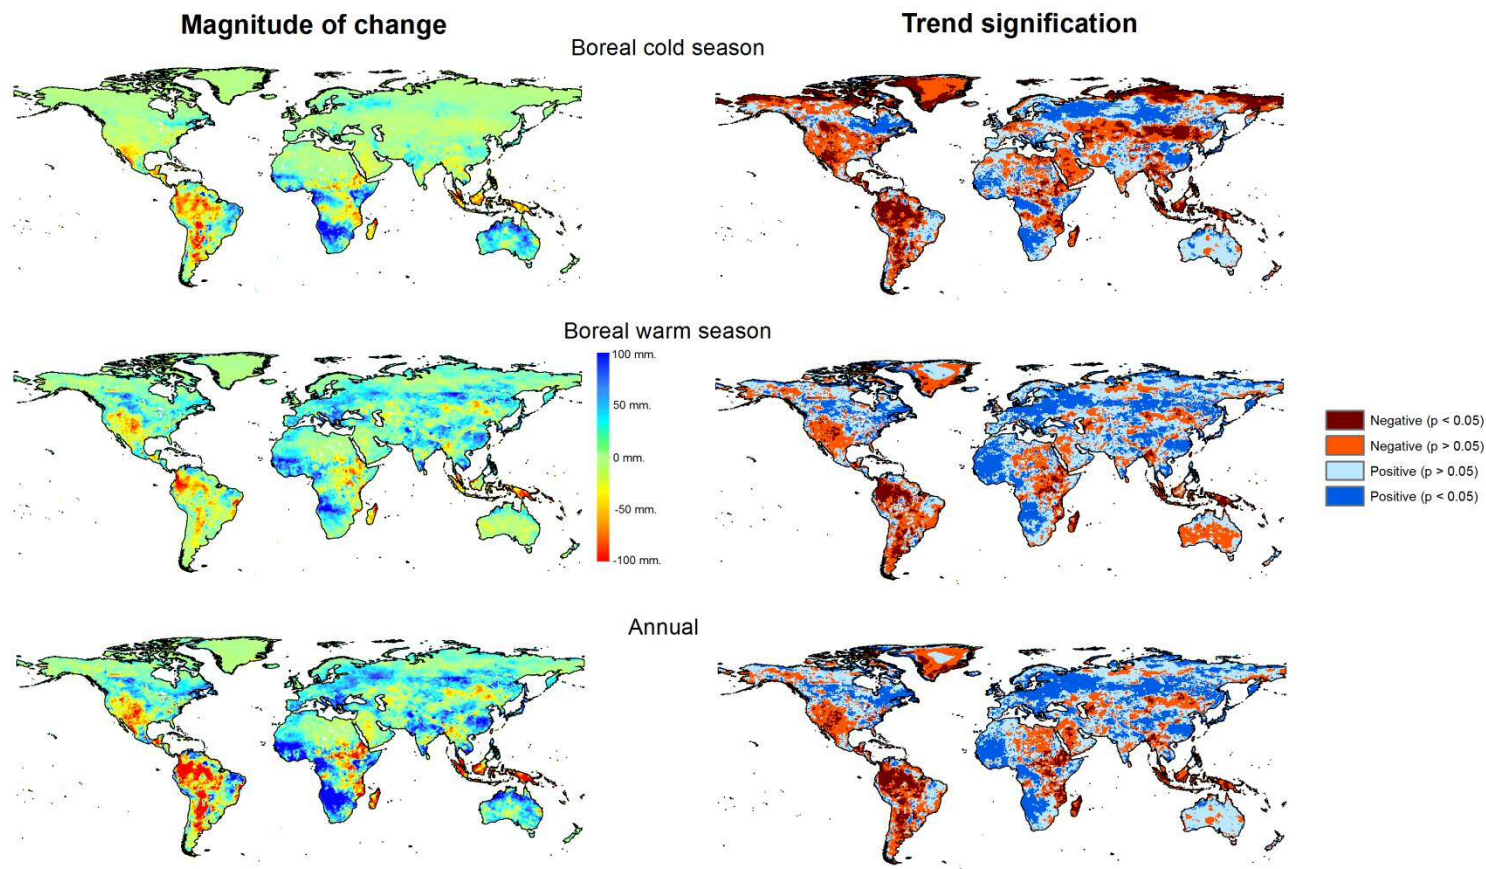 Magnitude of change
Trend signification
Boreal cold season
Boreal warm season
100 mm.
50 mm.
0 mm.
-50 mm.
-100 mm.
Negative (p < 0.05)
Negative (p > 0.05)
Positive (p > 0.05)
Positive (p < 0.05)
Annual